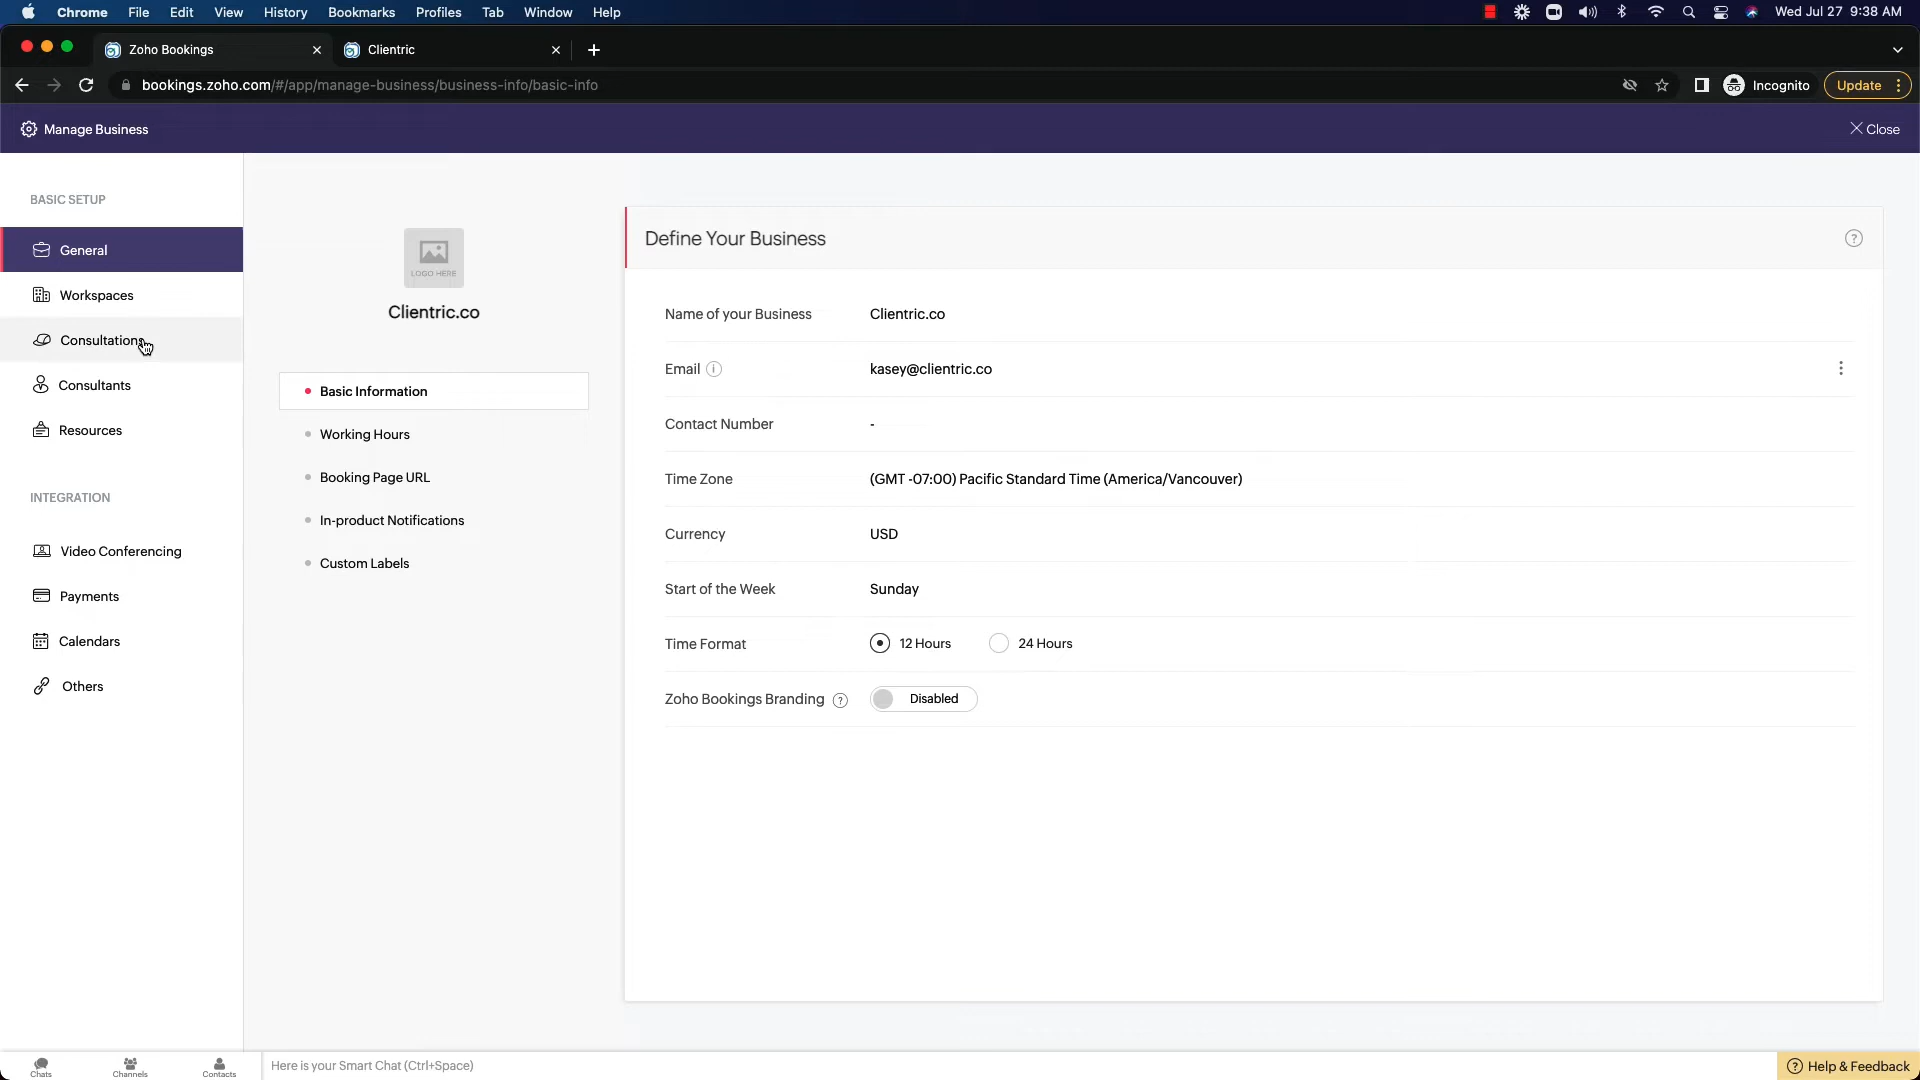 Chrome File Edit View History Bookmarks Profiles Tab Window Help Wed Jul 27 9:38 AM
Zoho Bookings Clientric
bookings.zoho.com/#/app/manage-business/business-info/basic-info Incognito Update
Manage Business Close
BASIC SETUP
General
Workspaces
Consultations
Consultants
Resources
INTEGRATION
Video Conferencing
Payments
Calendars
Others
LOGO HERE
Clientric.co
Basic Information
Working Hours
Booking Page URL
In-product Notifications
Custom Labels
Define Your Business ?
Name of your Business Clientric.co
Email i kasey@clientric.co
Contact Number -
Time Zone (GMT -07:00) Pacific Standard Time (America/Vancouver)
Currency USD
Start of the Week Sunday
Time Format 12 Hours 24 Hours
Zoho Bookings Branding ? Disabled
Chats Channels Contacts Here is your Smart Chat (Ctrl+Space) ? Help & Feedback